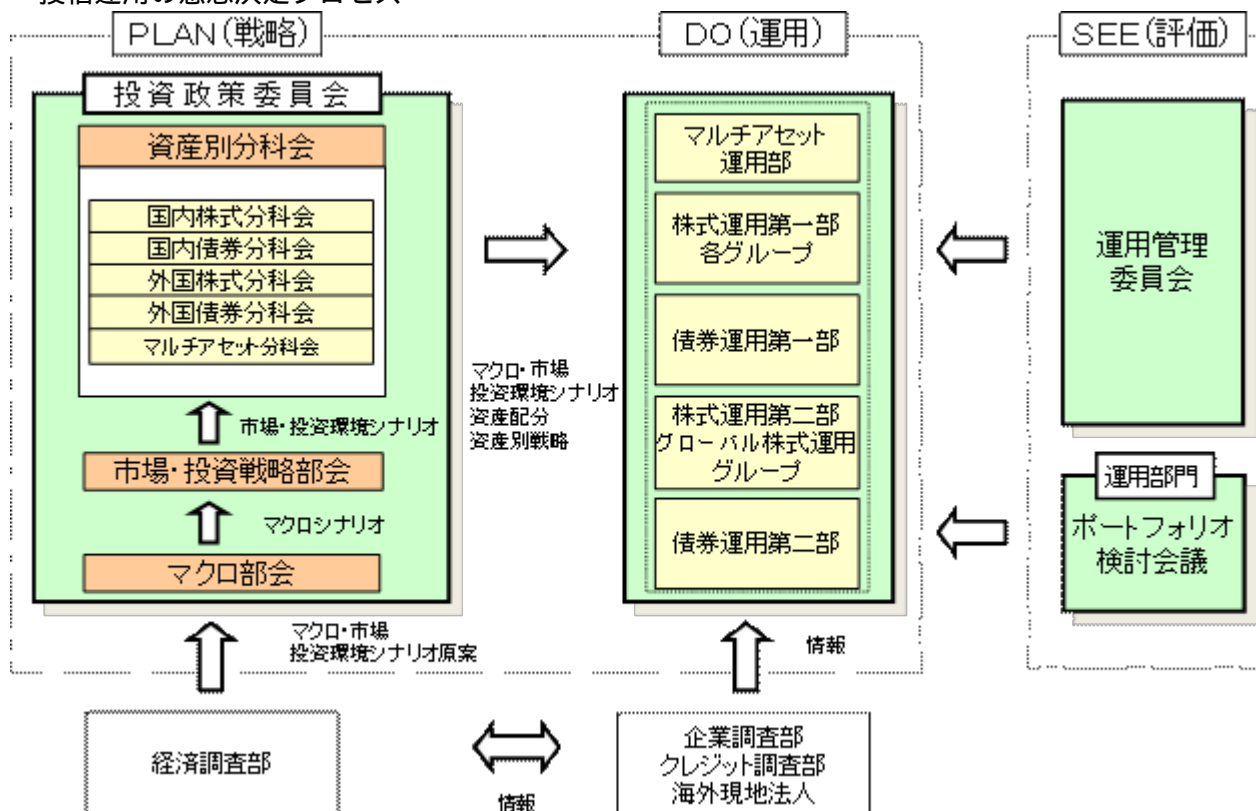 投信運用の意思決定プロセス
PLAN(戦略)
投資政策委員会
資産別分科会
国内株式分科会
国内債券分科会
外国株式分科会
外国債券分科会
マルチアセット分科会
市場・投資環境シナリオ
市場・投資戦略部会
マクロシナリオ
マクロ部会
マクロ・市場
投資環境シナリオ原案
経済調査部
マクロ・市場
投資環境シナリオ
資産配分
資産別戦略
情報
DO(運用)
マルチアセット
運用部
株式運用第一部
各グループ
債券運用第一部
株式運用第二部
グローバル株式運用
グループ
債券運用第二部
情報
企業調査部
クレジット調査部
海外現地法人
SEE(評価)
運用管理
委員会
運用部門
ポートフォリオ
検討会議